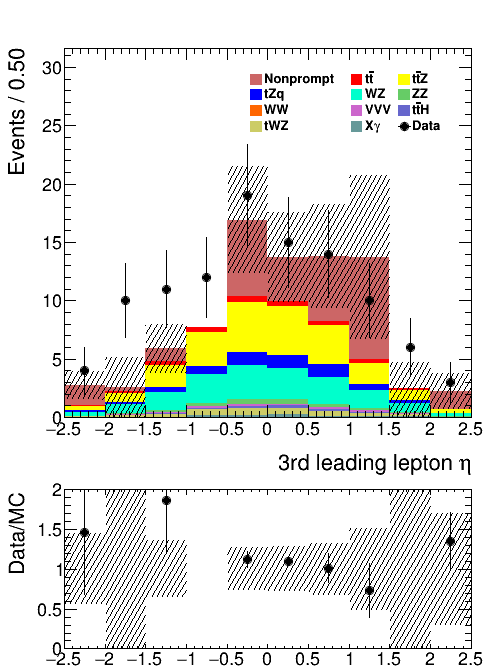 Events / 0.50
30
25
20
15
10
5
0
Nonprompt tt̄ tt̄Z
tZq WZ ZZ
WW VVV tt̄H
tWZ Xγ Data
−2.5 −2 −1.5 −1 −0.5 0 0.5 1 1.5 2 2.5
3rd leading lepton η
Data/MC
2
1.5
1
0.5
0
−2.5 −2 −1.5 −1 −0.5 0 0.5 1 1.5 2 2.5